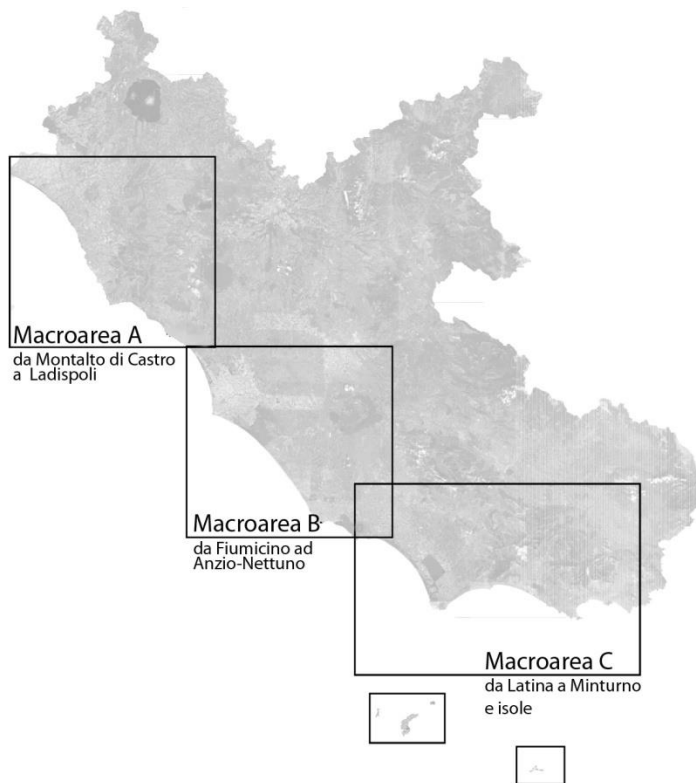 Macroarea A
da Montalto di Castro
a Ladispoli
Macroarea B
da Fiumicino ad
Anzio-Nettuno
Macroarea C
da Latina a Minturno
e isole